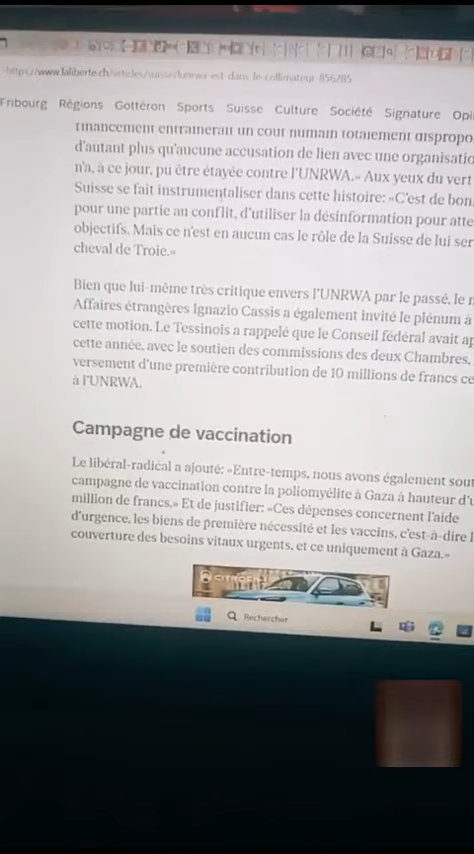 https://www.laliberte.ch/articles/suisse/lunrwa-est-dans-le-collimateur-856285
Fribourg Régions Gottéron Sports Suisse Culture Société Signature Opi
financement entraînerait un coût humain totalement dispropo
d'autant plus qu'aucune accusation de lien avec une organisatio
n'a, à ce jour, pu être étayée contre l'UNRWA.» Aux yeux du vert
Suisse se fait instrumentaliser dans cette histoire: «C'est de bon
pour une partie au conflit, d'utiliser la désinformation pour atte
objectifs. Mais ce n'est en aucun cas le rôle de la Suisse de lui ser
cheval de Troie.»
Bien que lui-même très critique envers l'UNRWA par le passé, le m
Affaires étrangères Ignazio Cassis a également invité le plénum à
cette motion. Le Tessinois a rappelé que le Conseil fédéral avait ap
cette année, avec le soutien des commissions des deux Chambres,
versement d'une première contribution de 10 millions de francs ce
à l'UNRWA.
Campagne de vaccination
Le libéral-radical a ajouté: «Entre-temps, nous avons également sout
campagne de vaccination contre la poliomyélite à Gaza à hauteur d'u
million de francs.» Et de justifier: «Ces dépenses concernent l'aide
d'urgence, les biens de première nécessité et les vaccins, c'est-à-dire l
couverture des besoins vitaux urgents, et ce uniquement à Gaza.»
CITROËN
Rechercher